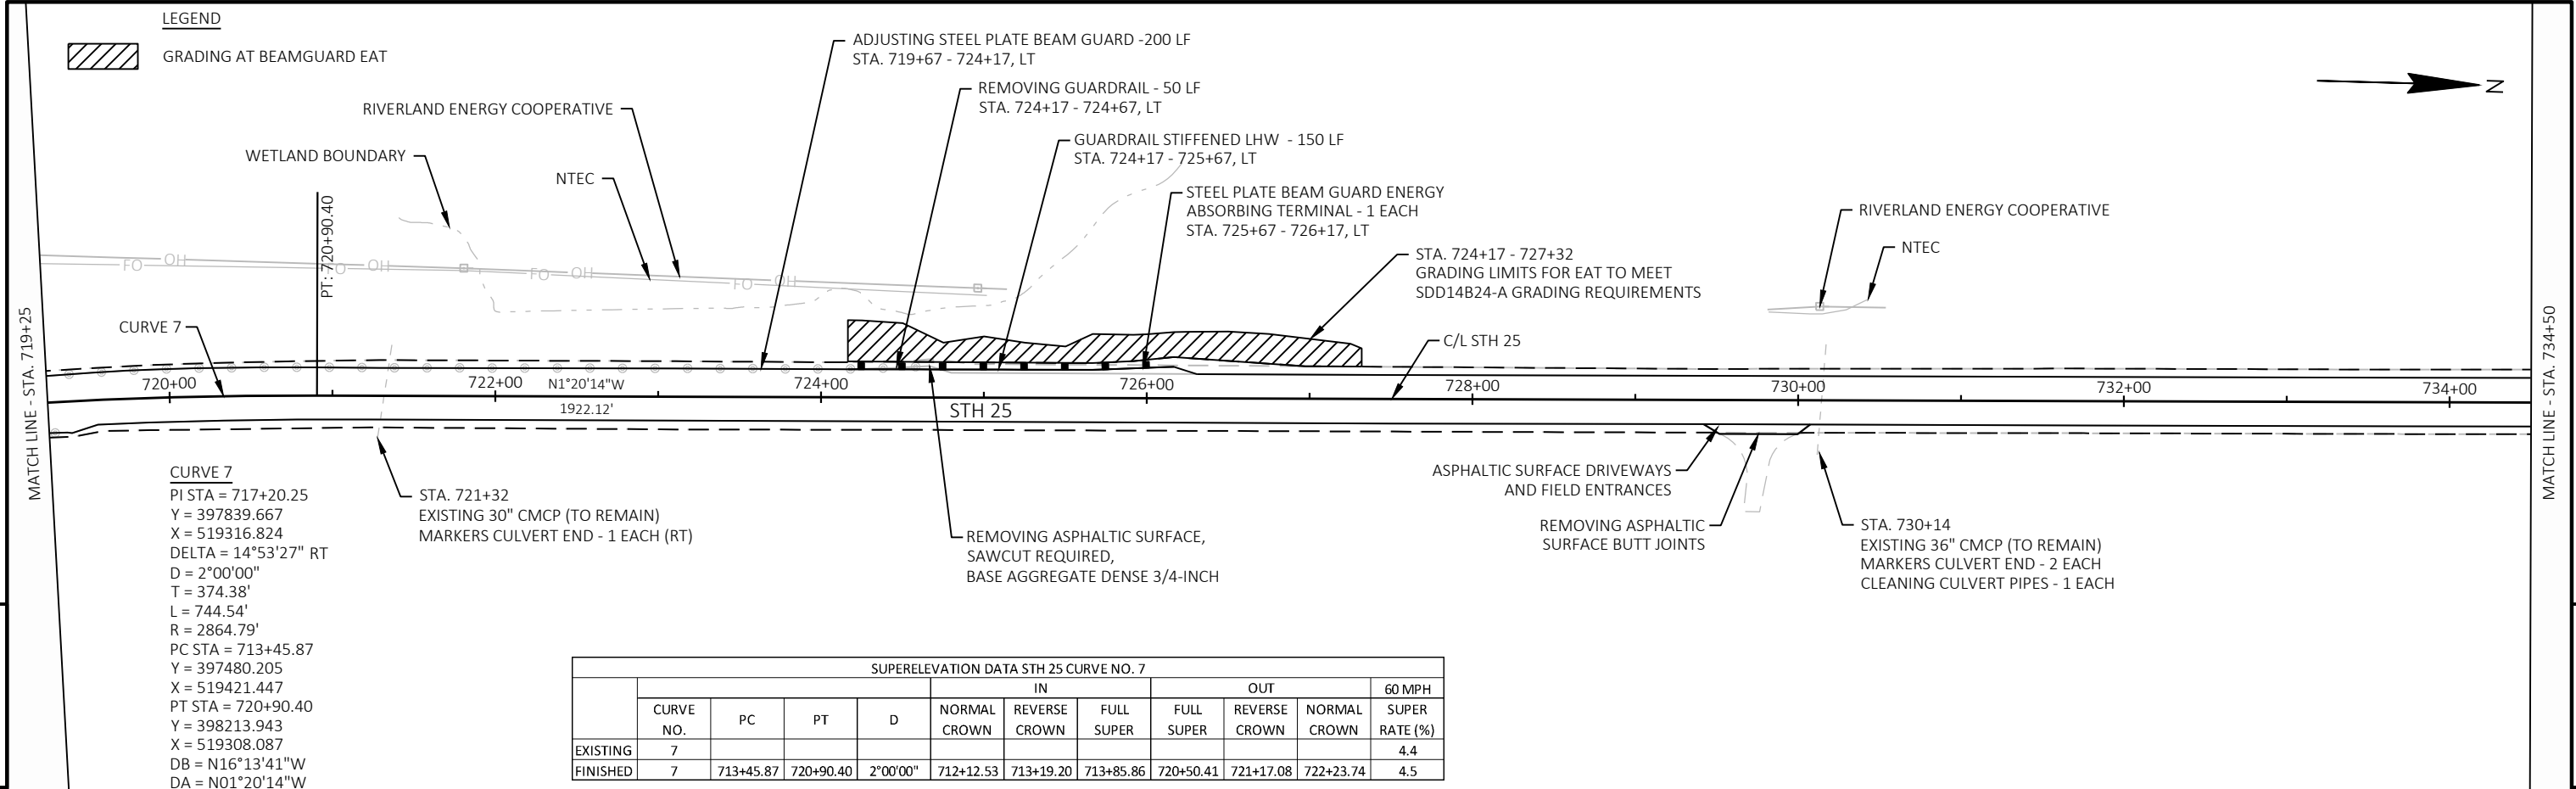 LEGEND
GRADING AT BEAMGUARD EAT
ADJUSTING STEEL PLATE BEAM GUARD -200 LF
STA. 719+67 - 724+17, LT
REMOVING GUARDRAIL - 50 LF
STA. 724+17 - 724+67, LT
RIVERLAND ENERGY COOPERATIVE
GUARDRAIL STIFFENED LHW - 150 LF
STA. 724+17 - 725+67, LT
WETLAND BOUNDARY
NTEC
STEEL PLATE BEAM GUARD ENERGY
ABSORBING TERMINAL - 1 EACH
STA. 725+67 - 726+17, LT
N
RIVERLAND ENERGY COOPERATIVE
NTEC
STA. 724+17 - 727+32
GRADING LIMITS FOR EAT TO MEET
SDD14B24-A GRADING REQUIREMENTS
PT: 720+90.40
FO OH FO OH FO OH FO OH
MATCH LINE - STA. 719+25
MATCH LINE - STA. 734+50
CURVE 7
C/L STH 25
720+00 722+00 724+00 726+00 728+00 730+00 732+00 734+00
N1°20'14"W
1922.12'
STH 25
CURVE 7
PI STA = 717+20.25
Y = 397839.667
X = 519316.824
DELTA = 14°53'27" RT
D = 2°00'00"
T = 374.38'
L = 744.54'
R = 2864.79'
PC STA = 713+45.87
Y = 397480.205
X = 519421.447
PT STA = 720+90.40
Y = 398213.943
X = 519308.087
DB = N16°13'41"W
DA = N01°20'14"W
STA. 721+32
EXISTING 30" CMCP (TO REMAIN)
MARKERS CULVERT END - 1 EACH (RT)
REMOVING ASPHALTIC SURFACE,
SAWCUT REQUIRED,
BASE AGGREGATE DENSE 3/4-INCH
ASPHALTIC SURFACE DRIVEWAYS
AND FIELD ENTRANCES
REMOVING ASPHALTIC
SURFACE BUTT JOINTS
STA. 730+14
EXISTING 36" CMCP (TO REMAIN)
MARKERS CULVERT END - 2 EACH
CLEANING CULVERT PIPES - 1 EACH
SUPERELEVATION DATA STH 25 CURVE NO. 7
IN OUT 60 MPH
CURVE NO. PC PT D NORMAL CROWN REVERSE CROWN FULL SUPER FULL SUPER REVERSE CROWN NORMAL CROWN SUPER RATE (%)
EXISTING 7 4.4
FINISHED 7 713+45.87 720+90.40 2°00'00" 712+12.53 713+19.20 713+85.86 720+50.41 721+17.08 722+23.74 4.5